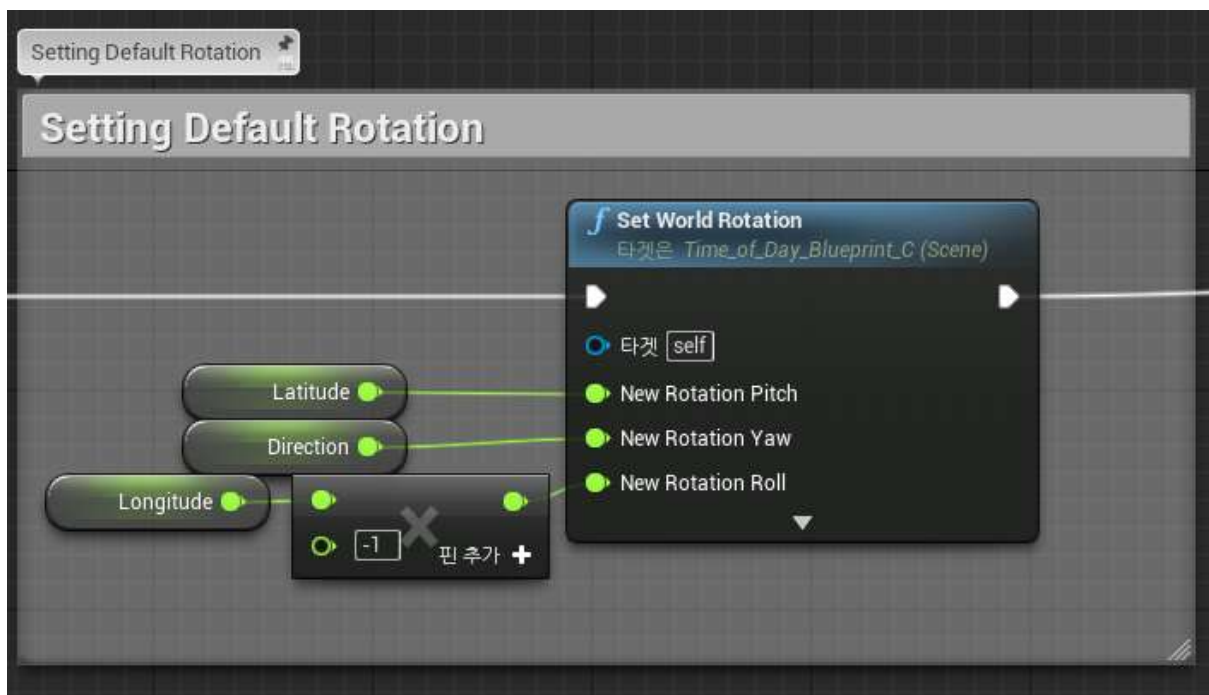 Setting Default Rotation
Setting Default Rotation
f Set World Rotation
타겟은 Time_of_Day_Blueprint_C (Scene)
타겟 self
Latitude
New Rotation Pitch
Direction
New Rotation Yaw
Longitude
New Rotation Roll
-1
핀 추가 +